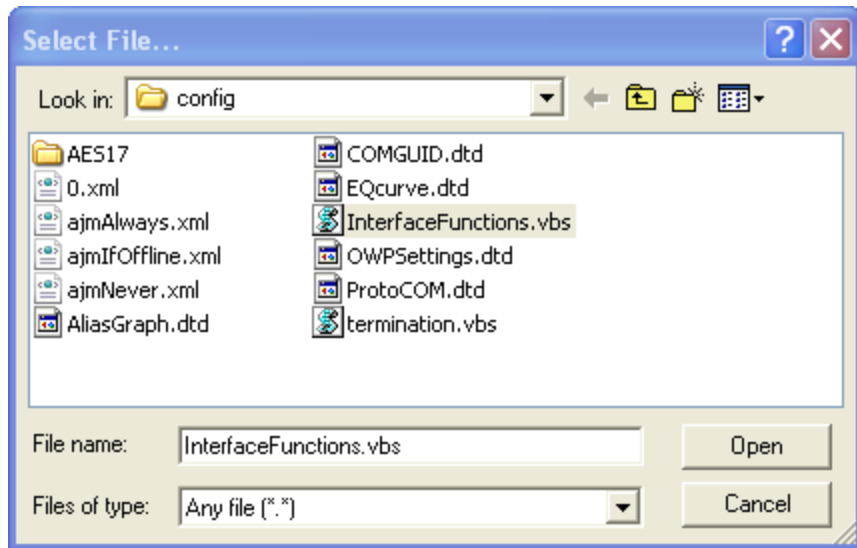 Select File...
Look in: config
AES17
0.xml
ajmAlways.xml
ajmIfOffline.xml
ajmNever.xml
AliasGraph.dtd
COMGUID.dtd
EQcurve.dtd
InterfaceFunctions.vbs
OWPSettings.dtd
ProtoCOM.dtd
termination.vbs
File name: InterfaceFunctions.vbs Open
Files of type: Any file (*.*) Cancel